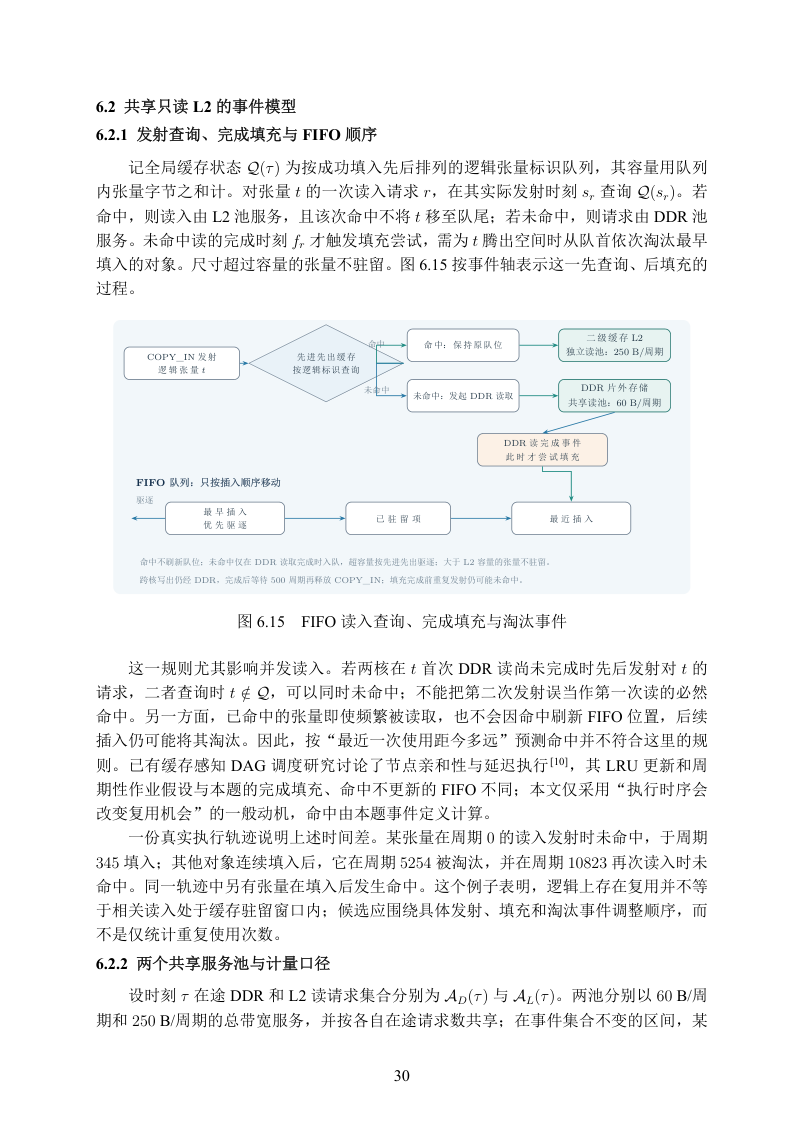 6.2 共享只读 L2 的事件模型
6.2.1 发射查询、完成填充与 FIFO 顺序
记全局缓存状态 Q(τ) 为按成功填入先后排列的逻辑张量标识队列，其容量用队列
内张量字节之和计。对张量 t 的一次读入请求 r，在其实际发射时刻 s_r 查询 Q(s_r)。若
命中，则读入由 L2 池服务，且该次命中不将 t 移至队尾；若未命中，则请求由 DDR 池
服务。未命中读的完成时刻 f_r 才触发填充尝试，需为 t 腾出空间时从队首依次淘汰最早
填入的对象。尺寸超过容量的张量不驻留。图 6.15 按事件轴表示这一先查询、后填充的
过程。
COPY_IN 发射
逻辑张量 t
先进先出缓存
按逻辑标识查询
命中
命中：保持原队位
二级缓存 L2
独立读池：250 B/周期
未命中
未命中：发起 DDR 读取
DDR 片外存储
共享读池：60 B/周期
DDR 读完成事件
此时才尝试填充
FIFO 队列：只按插入顺序移动
驱逐
最早插入
优先驱逐
已驻留项
最近插入
命中不刷新队位；未命中仅在 DDR 读取完成时入队，超容量按先进先出驱逐；大于 L2 容量的张量不驻留。
跨核写出仍经 DDR，完成后等待 500 周期再释放 COPY_IN；填充完成前重复发射仍可能未命中。
图 6.15 FIFO 读入查询、完成填充与淘汰事件
这一规则尤其影响并发读入。若两核在 t 首次 DDR 读尚未完成时先后发射对 t 的
请求，二者查询时 t ∉ Q，可以同时未命中；不能把第二次发射误当作第一次读的必然
命中。另一方面，已命中的张量即使频繁被读取，也不会因命中刷新 FIFO 位置，后续
插入仍可能将其淘汰。因此，按“最近一次使用距今多远”预测命中并不符合这里的规
则。已有缓存感知 DAG 调度研究讨论了节点亲和性与延迟执行[10]，其 LRU 更新和周
期性作业假设与本题的完成填充、命中不更新的 FIFO 不同；本文仅采用“执行时序会
改变复用机会”的一般动机，命中由本题事件定义计算。
一份真实执行轨迹说明上述时间差。某张量在周期 0 的读入发射时未命中，于周期
345 填入；其他对象连续填入后，它在周期 5254 被淘汰，并在周期 10823 再次读入时未
命中。同一轨迹中另有张量在填入后发生命中。这个例子表明，逻辑上存在复用并不等
于相关读入处于缓存驻留窗口内；候选应围绕具体发射、填充和淘汰事件调整顺序，而
不是仅统计重复使用次数。
6.2.2 两个共享服务池与计量口径
设时刻 τ 在途 DDR 和 L2 读请求集合分别为 A_D(τ) 与 A_L(τ)。两池分别以 60 B/周
期和 250 B/周期的总带宽服务，并按各自在途请求数共享；在事件集合不变的区间，某
30